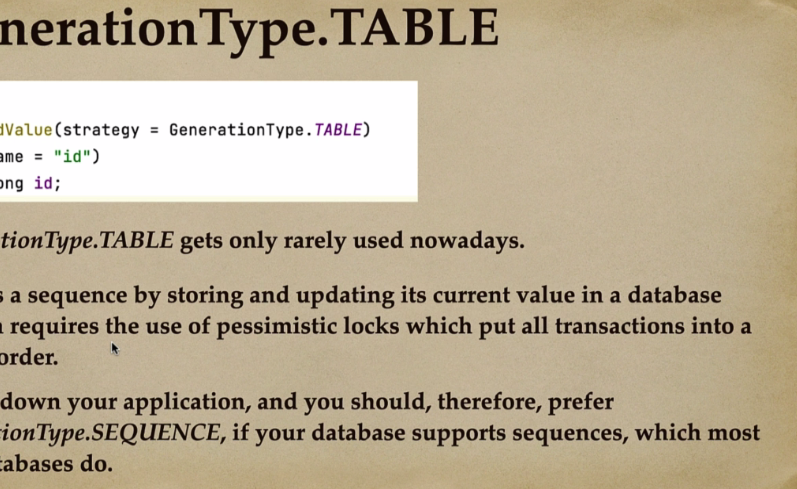 nerationType.TABLE
dValue(strategy = GenerationType.TABLE)
ame = "id")
ong id;
tionType.TABLE gets only rarely used nowadays.
s a sequence by storing and updating its current value in a database
requires the use of pessimistic locks which put all transactions into a
order.
down your application, and you should, therefore, prefer
ionType.SEQUENCE, if your database supports sequences, which most
tabases do.